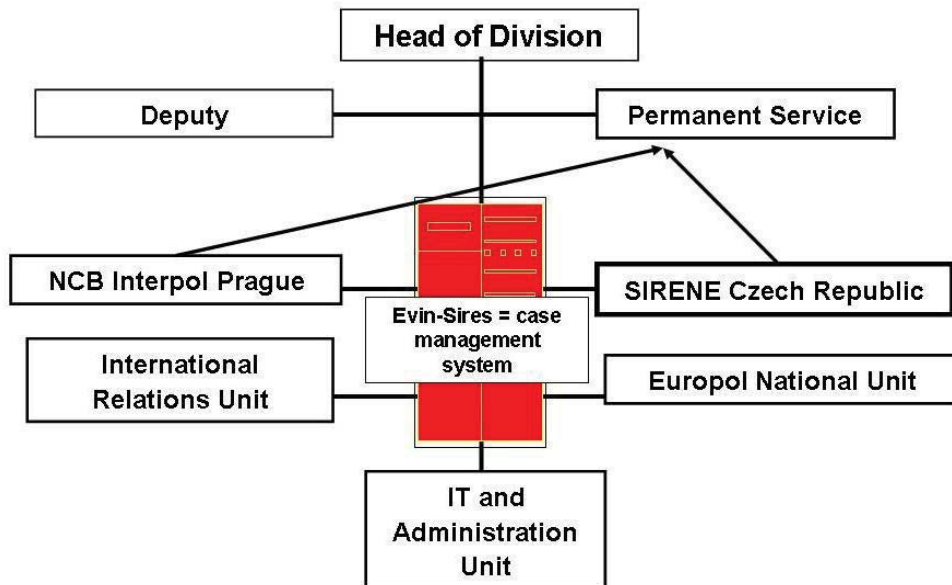 Head of Division
Deputy
Permanent Service
NCB Interpol Prague
SIRENE Czech Republic
Evin-Sires = case
management
system
International
Relations Unit
Europol National Unit
IT and
Administration
Unit